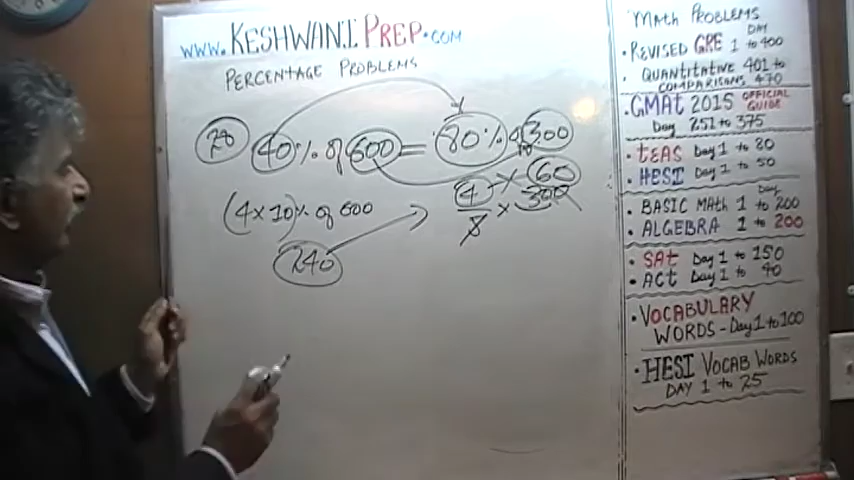 www.KESHWANI PREP.COM
PERCENTAGE PROBLEMS
40% of 600 = 80% of 300
(4 x 10)% of 600
4 x 60
x 300
240
MATH PROBLEMS
• REVISED GRE DAY 1 to 400
• QUANTITATIVE COMPARISONS 401 to 470
• GMAT 2015 OFFICIAL GUIDE
Day 251 to 375
• TEAS Day 1 to 20
• HESI Day 1 to 50
• BASIC MATH Day 1 to 200
• ALGEBRA 1 to 200
• SAT Day 1 to 150
• ACT Day 1 to 40
• VOCABULARY
WORDS - Day 1 to 100
• HESI VOCAB WORDS
DAY 1 to 25